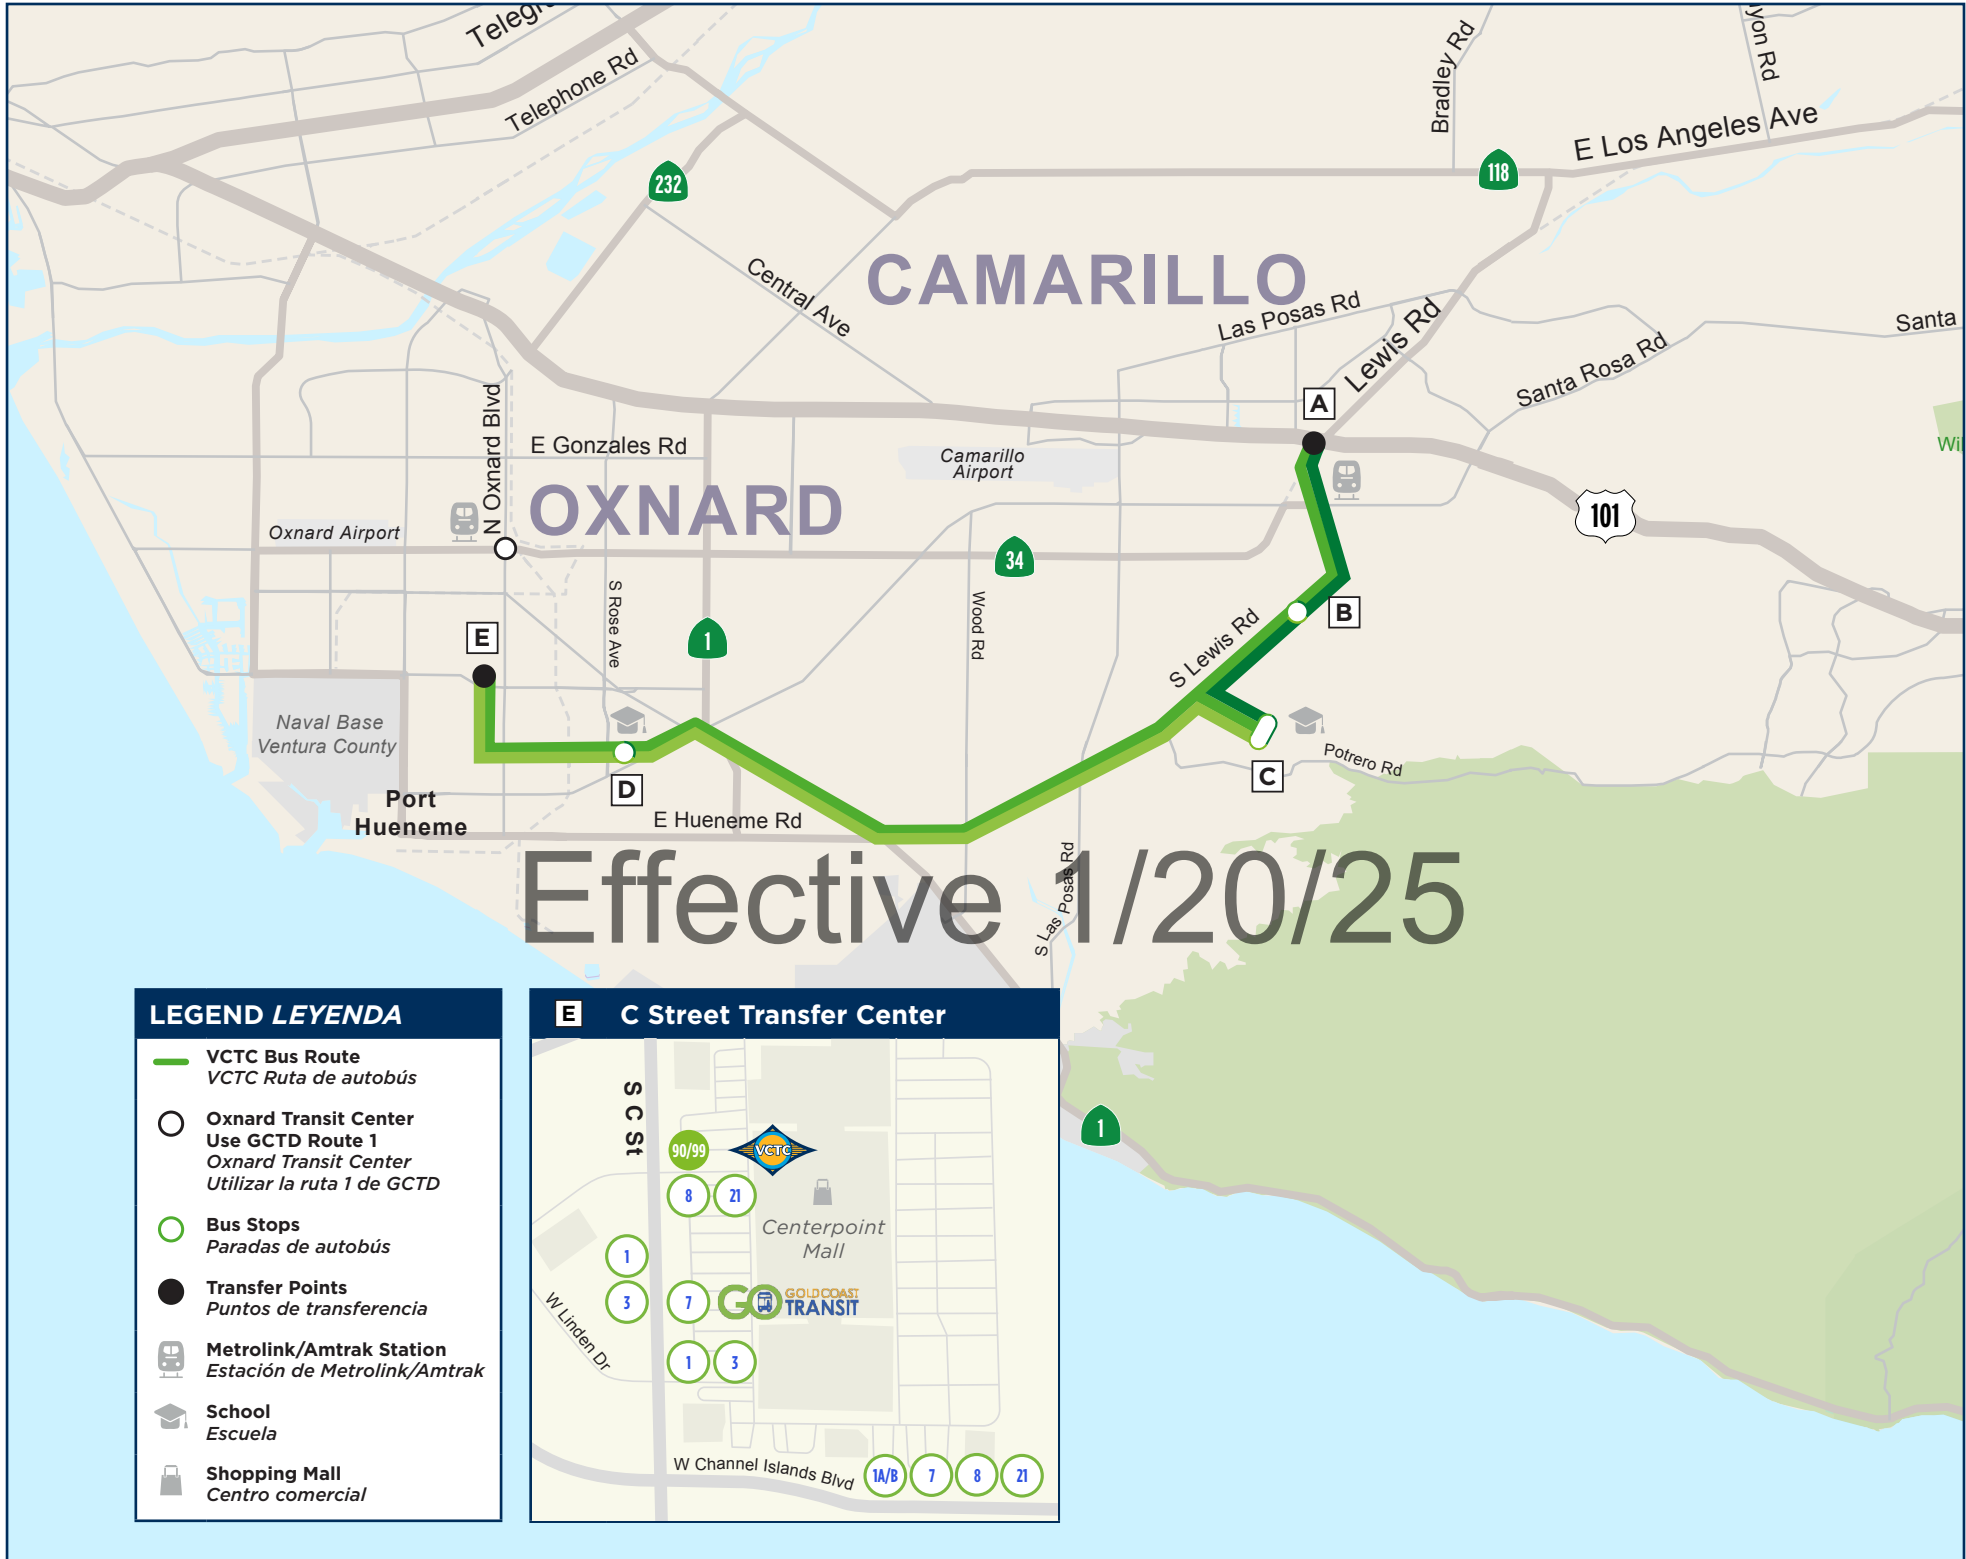 Telephone Rd
Bradley Rd
E Los Angeles Ave
232
118
CAMARILLO
Central Ave
Las Posas Rd
Lewis Rd
Santa Rosa Rd
Santa
A
N Oxnard Blvd
E Gonzales Rd
Camarillo
Airport
OXNARD
101
Oxnard Airport
34
S Rose Ave
Wood Rd
B
E
1
S Lewis Rd
Naval Base
Ventura County
C
Potrero Rd
D
Port
Hueneme
E Hueneme Rd
Effective 1/20/25
S Las Posas Rd
1
LEGEND LEYENDA
VCTC Bus Route
VCTC Ruta de autobús
Oxnard Transit Center
Use GCTD Route 1
Oxnard Transit Center
Utilizar la ruta 1 de GCTD
Bus Stops
Paradas de autobús
Transfer Points
Puntos de transferencia
Metrolink/Amtrak Station
Estación de Metrolink/Amtrak
School
Escuela
Shopping Mall
Centro comercial
E C Street Transfer Center
S C St
90/99
VCTC
8 21
Centerpoint
Mall
1
3
7
GO GOLD COAST
TRANSIT
W Linden Dr
1 3
W Channel Islands Blvd
1A/B 7 8 21